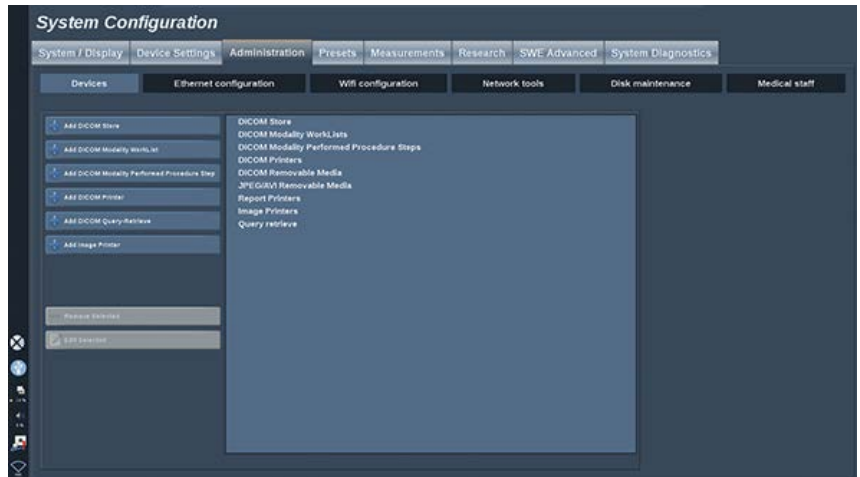 System Configuration
System / Display Device Settings Administration Presets Measurements Research SWE Advanced System Diagnostics
Devices Ethernet configuration Wifi configuration Network tools Disk maintenance Medical staff
Add DICOM Store
Add DICOM Modality WorkList
Add DICOM Modality Performed Procedure Step
Add DICOM Printer
Add DICOM Query-Retrieve
Add Image Printer
Remove Selected
Edit Selected
DICOM Store
DICOM Modality WorkLists
DICOM Modality Performed Procedure Steps
DICOM Printers
DICOM Removable Media
JPEG/AVI Removable Media
Report Printers
Image Printers
Query retrieve